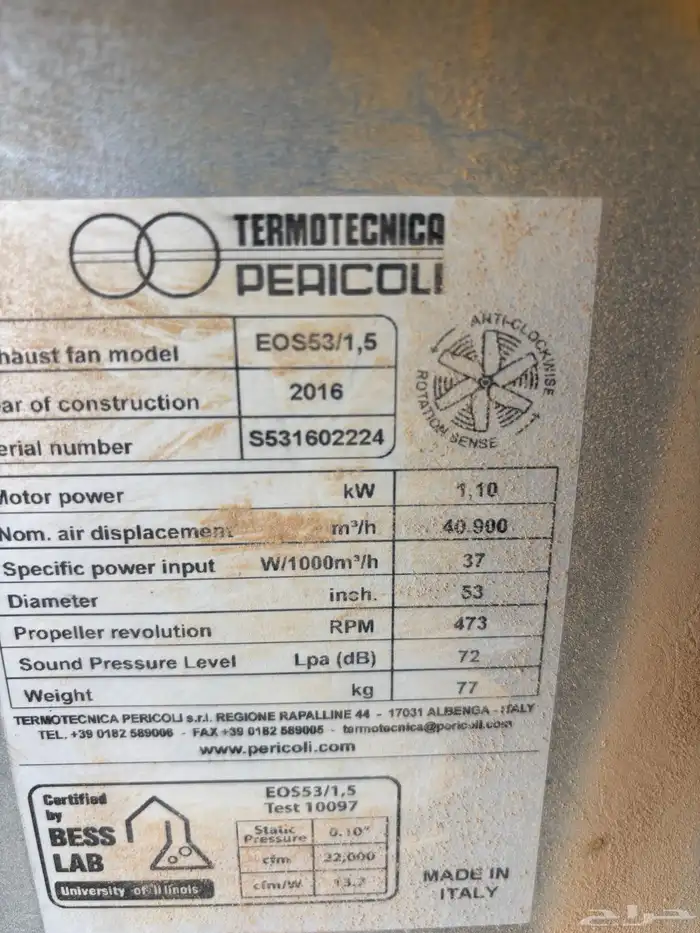 TERMOTECNICA
PERICOLI
ANTI-CLOCKWISE
ROTATION SENSE
haust fan model EOS53/1,5
ar of construction 2016
erial number S531602224
Motor power kW 1,10
Nom. air displacement m³/h 40.900
Specific power input W/1000m³/h 37
Diameter inch. 53
Propeller revolution RPM 473
Sound Pressure Level Lpa (dB) 72
Weight kg 77
TERMOTECNICA PERICOLI s.r.l. REGIONE RAPALLINE 44 - 17031 ALBENGA - ITALY
TEL. +39 0182 589006 - FAX +39 0182 589005 - termotecnica@pericoli.com
www.pericoli.com
Certified
by
BESS
LAB
University of Illinois
EOS53/1,5
Test 10097
Static Pressure 0.10"
cfm 22,000
cfm/W 13.2
MADE IN
ITALY
حراج